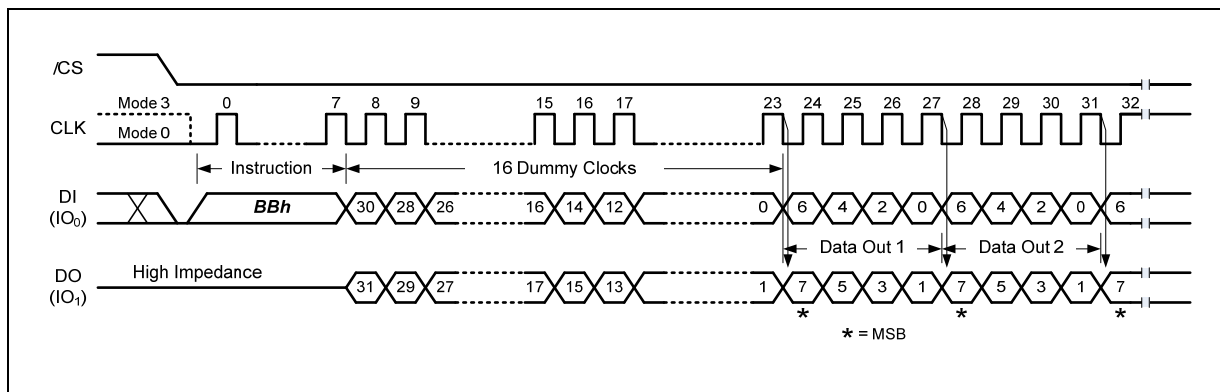 /CS
Mode 3 0 7 8 9 15 16 17 23 24 25 26 27 28 29 30 31 32
CLK
Mode 0
Instruction 16 Dummy Clocks
DI
(IO0) BBh 30 28 26 16 14 12 0 6 4 2 0 6 4 2 0 6
Data Out 1 Data Out 2
High Impedance
DO
(IO1) 31 29 27 17 15 13 1 7 5 3 1 7 5 3 1 7
* * *
* = MSB